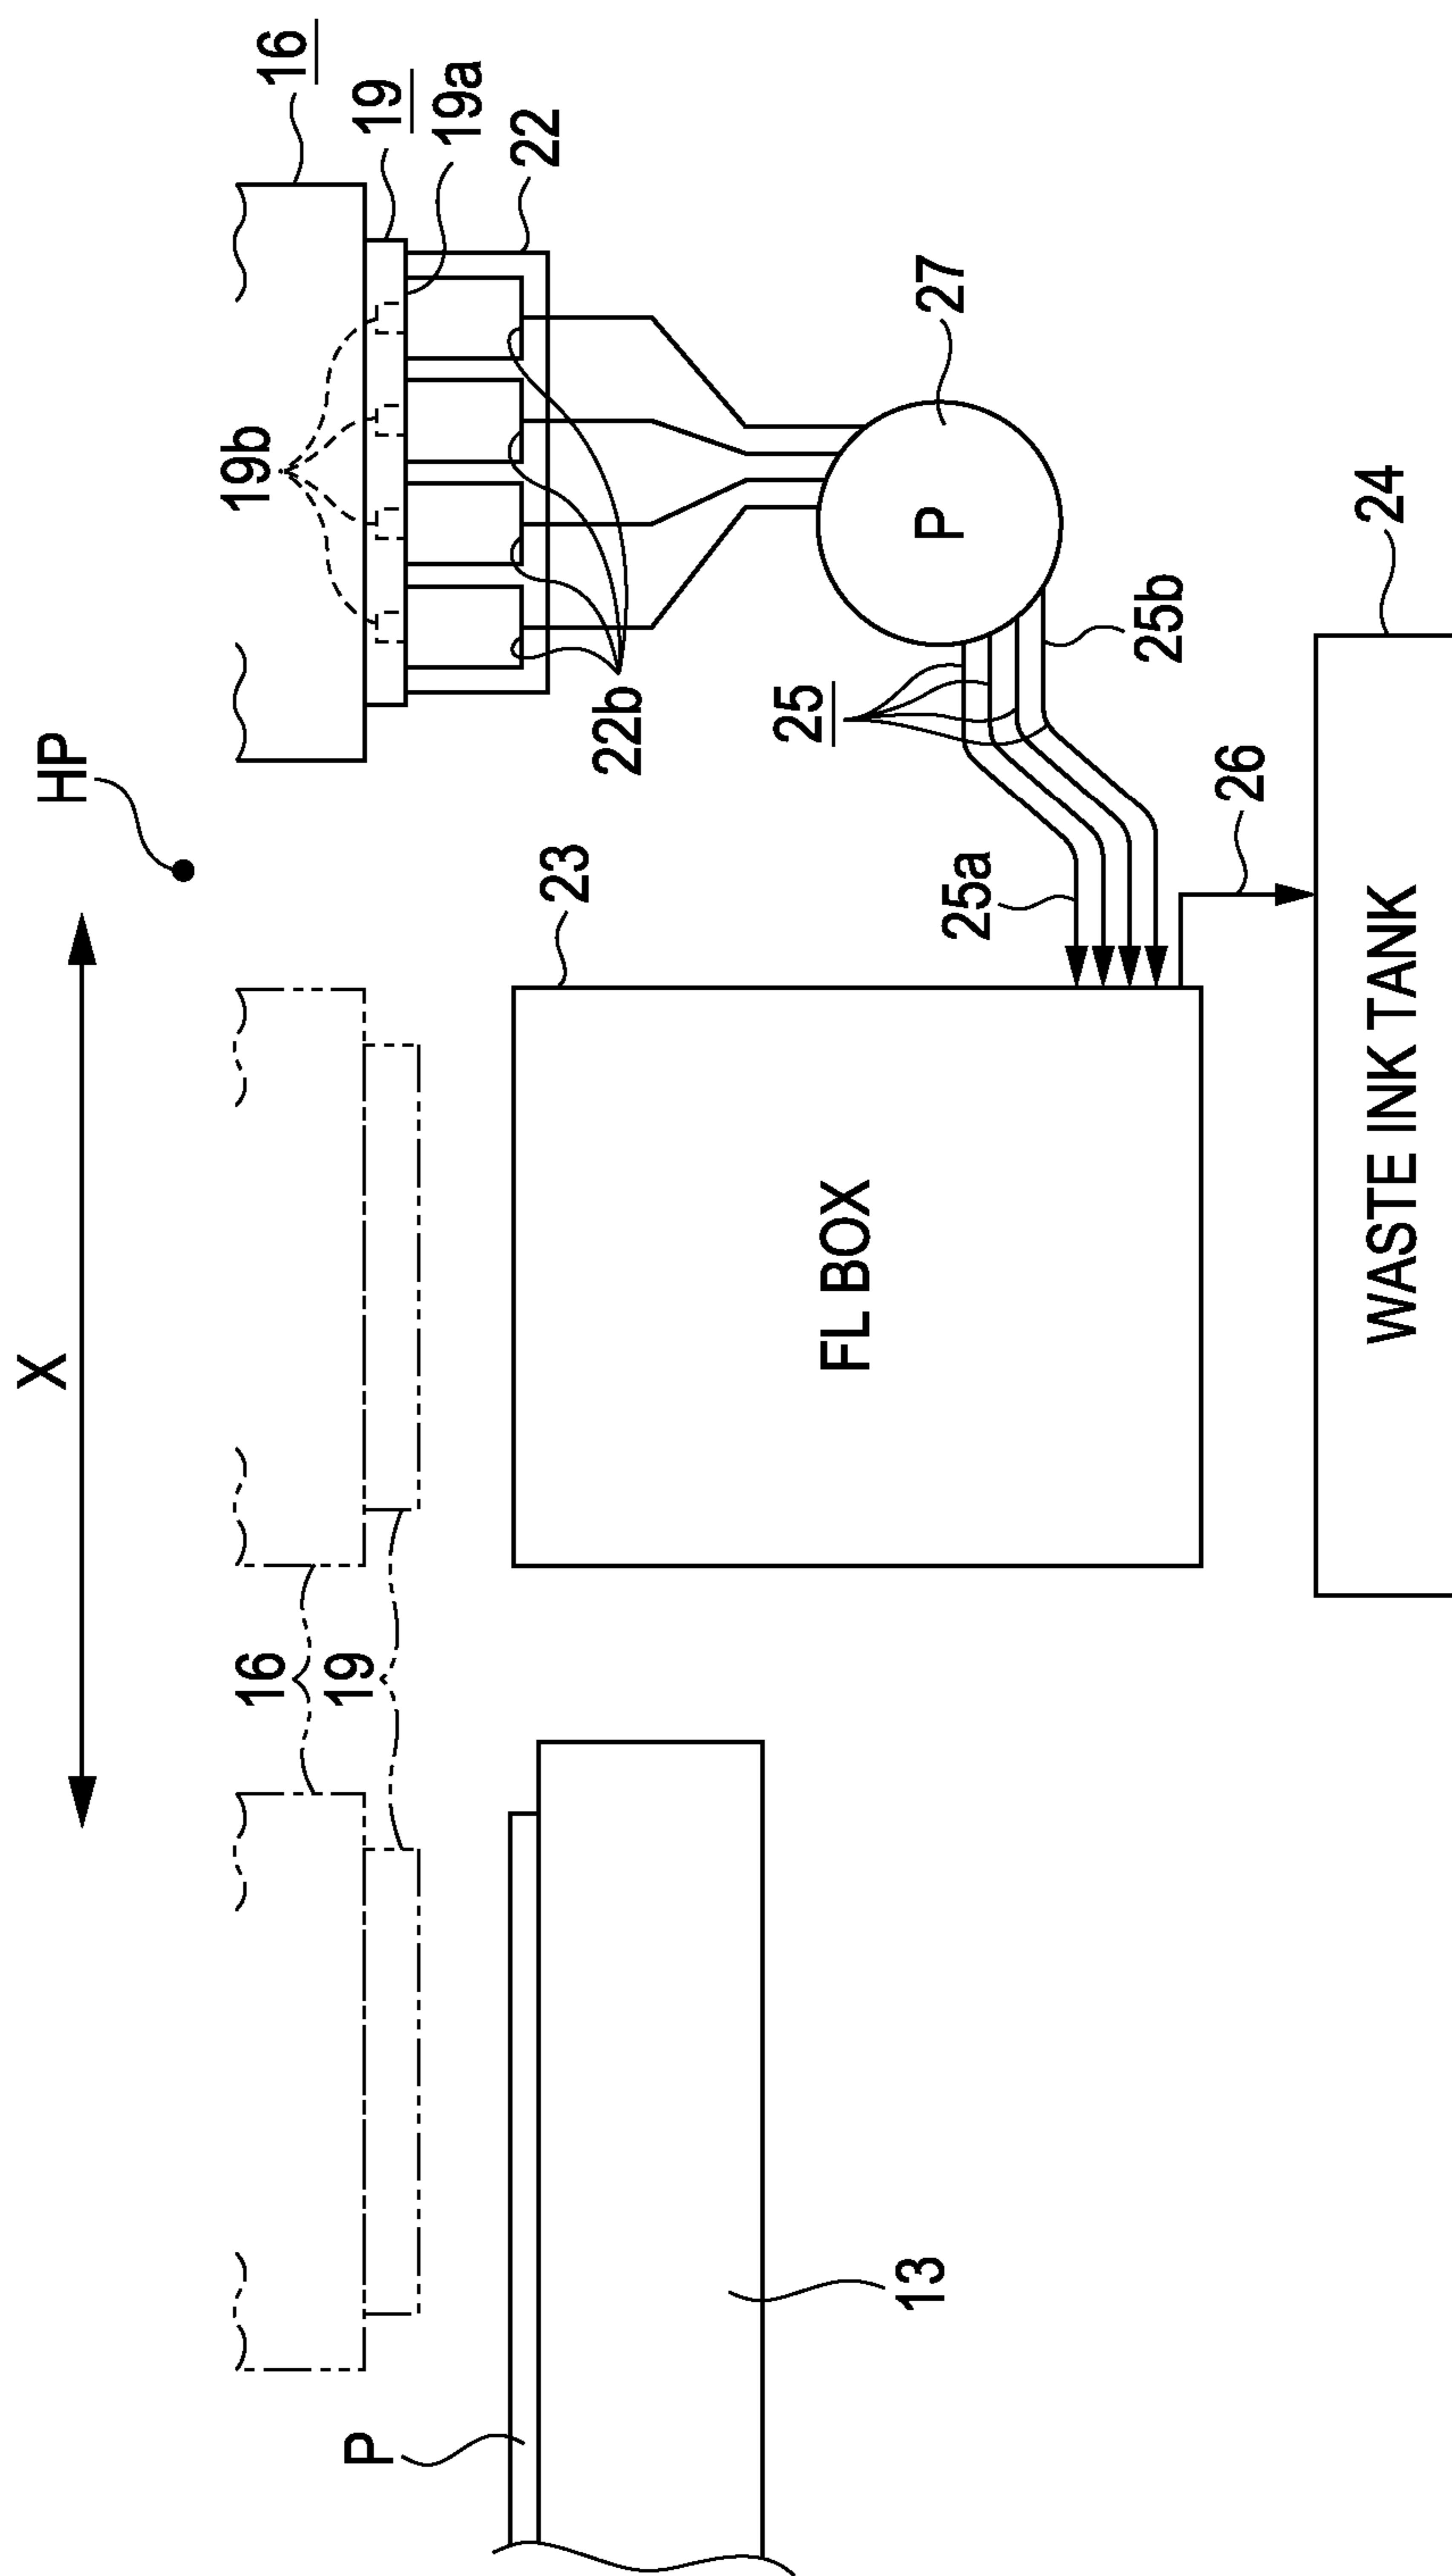 X
HP
16
19
19a
22
19b
22b
16
19
P
13
23
FL BOX
25
25a
25b
P
27
26
24
WASTE INK TANK